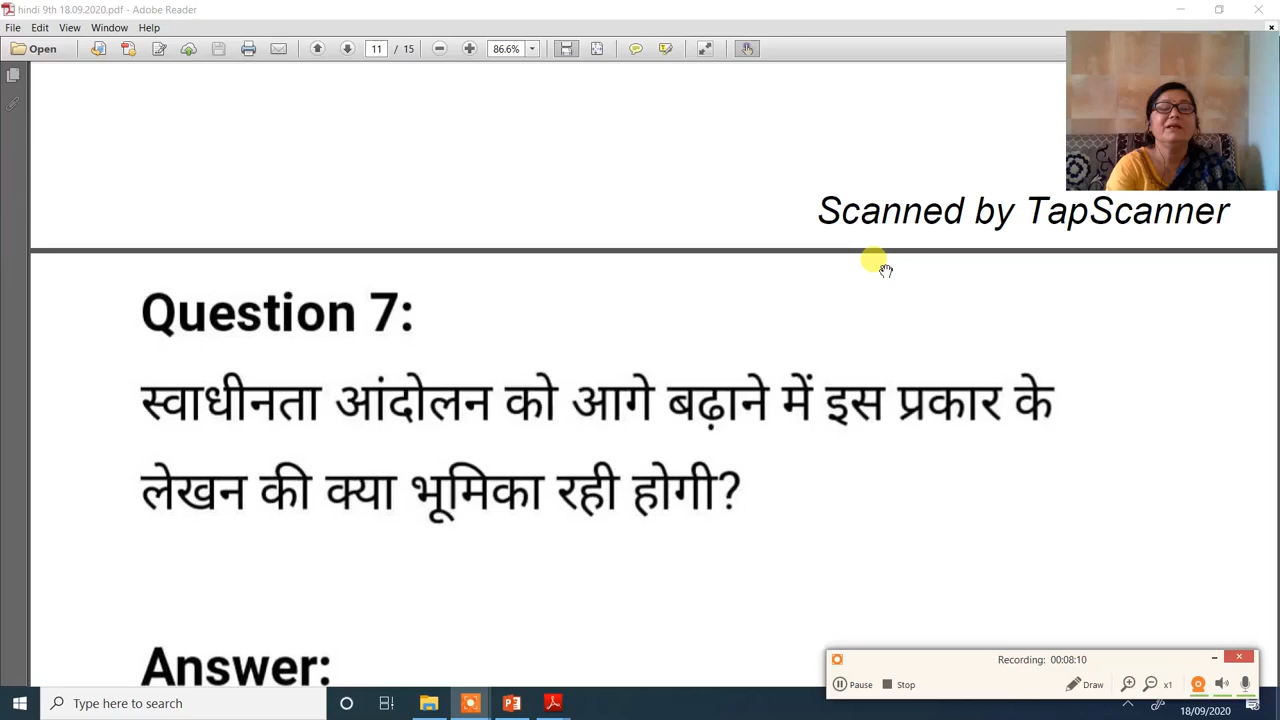 hindi 9th 18.09.2020.pdf - Adobe Reader
File Edit View Window Help
Open 11 / 15 86.6%
Scanned by TapScanner
Question 7:
स्वाधीनता आंदोलन को आगे बढ़ाने में इस प्रकार के
लेखन की क्या भूमिका रही होगी?
Answer:
Recording: 00:08:10
Pause Stop Draw x1
Type here to search
18/09/2020